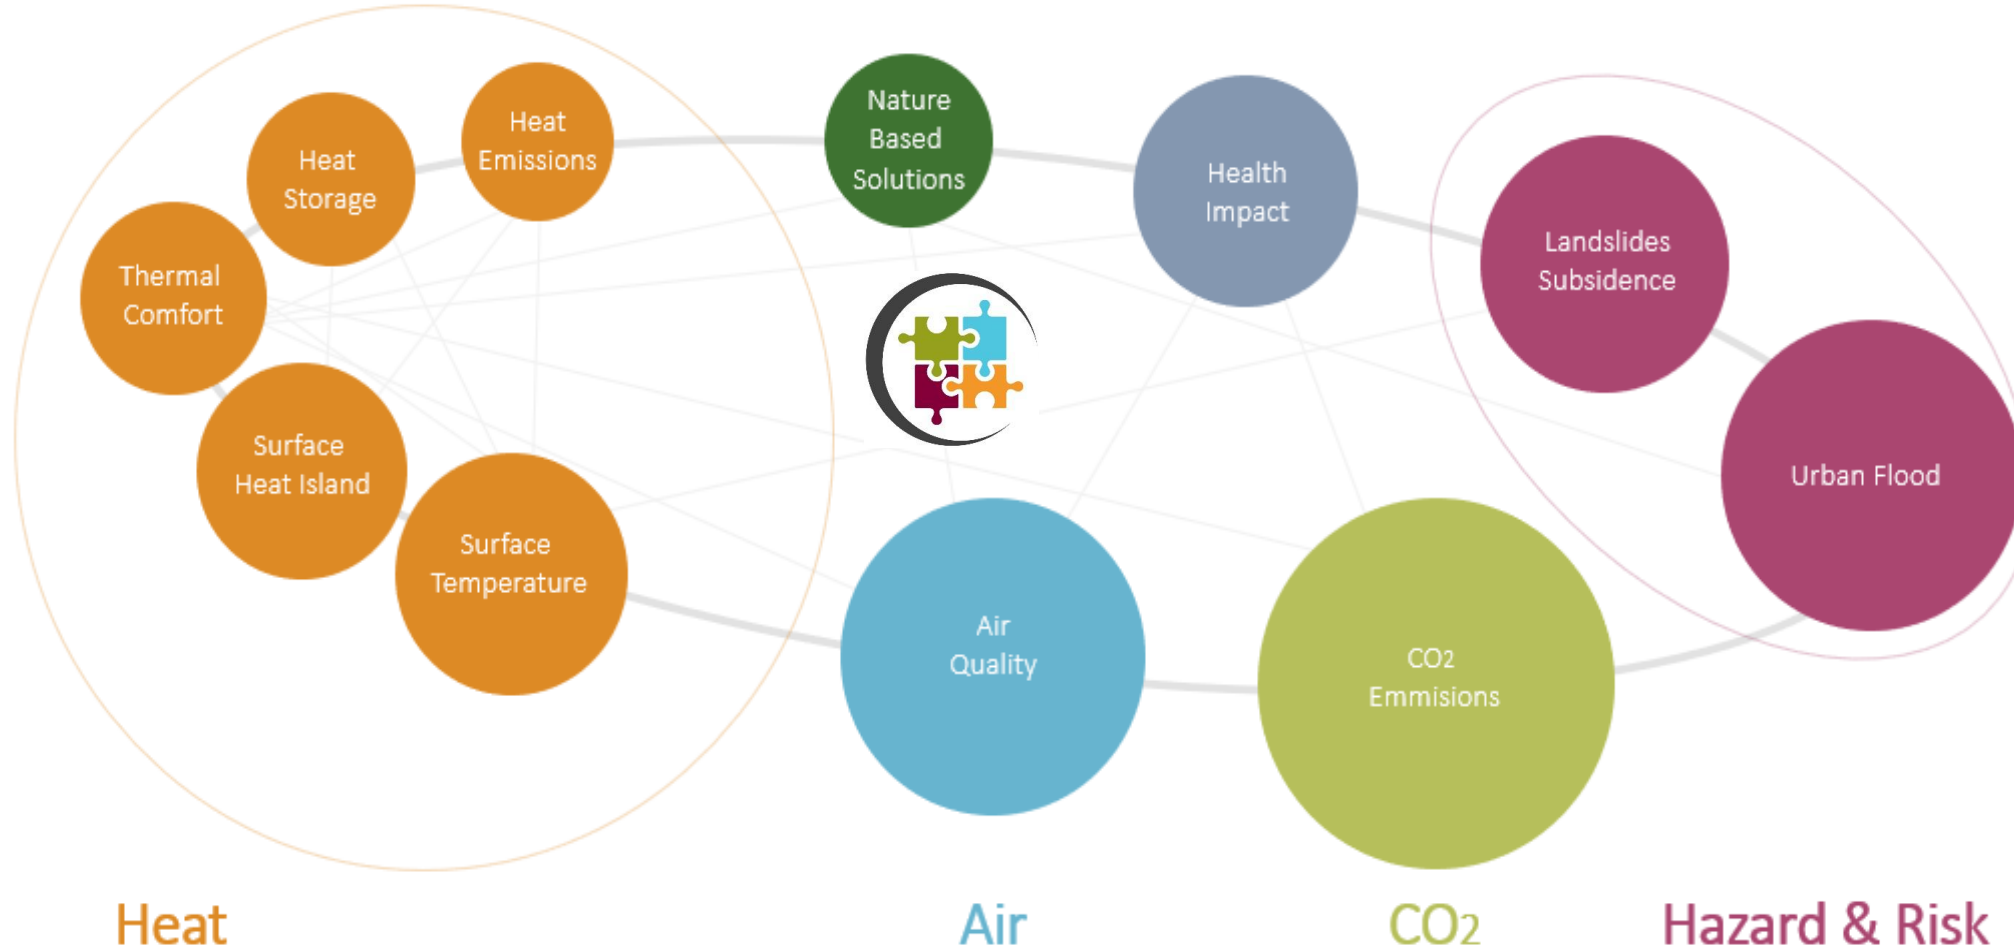 Heat
Emissions
Heat
Storage
Thermal
Comfort
Surface
Heat Island
Surface
Temperature
Nature
Based
Solutions
Health
Impact
Landslides
Subsidence
Urban Flood
Air
Quality
CO2
Emmisions
Heat
Air
CO2
Hazard & Risk